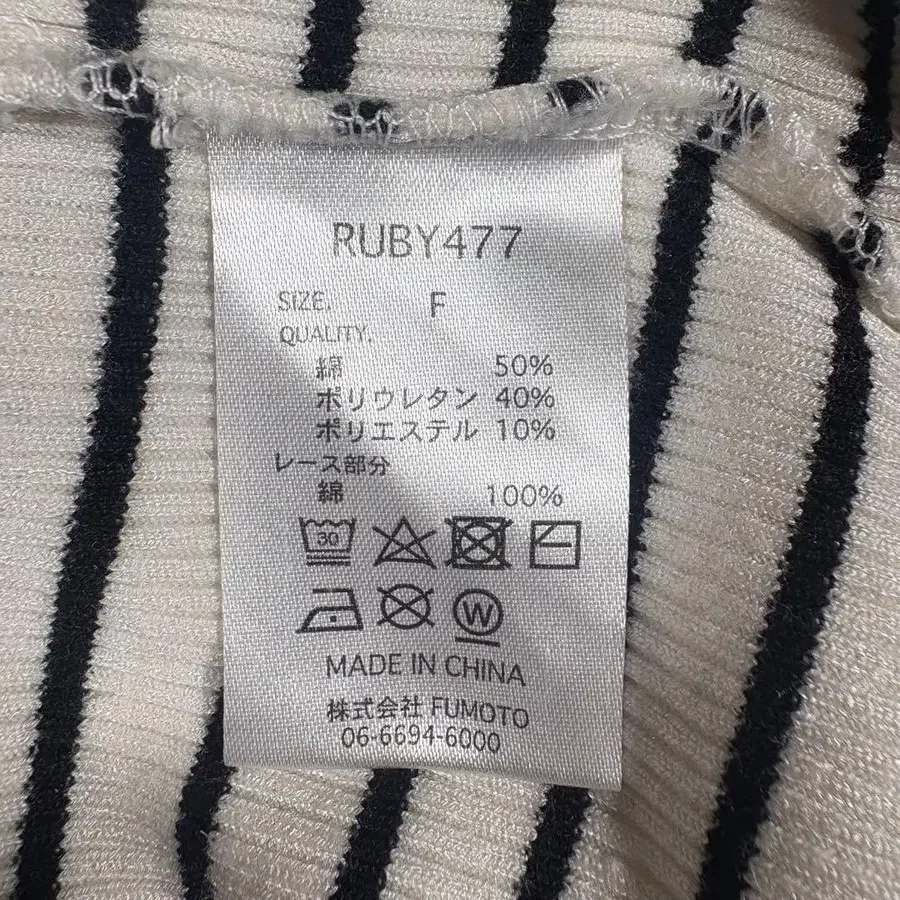 RUBY477
SIZE. F
QUALITY.
綿 50%
ポリウレタン 40%
ポリエステル 10%
レース部分
綿 100%
30
W
MADE IN CHINA
株式会社 FUMOTO
06-6694-6000